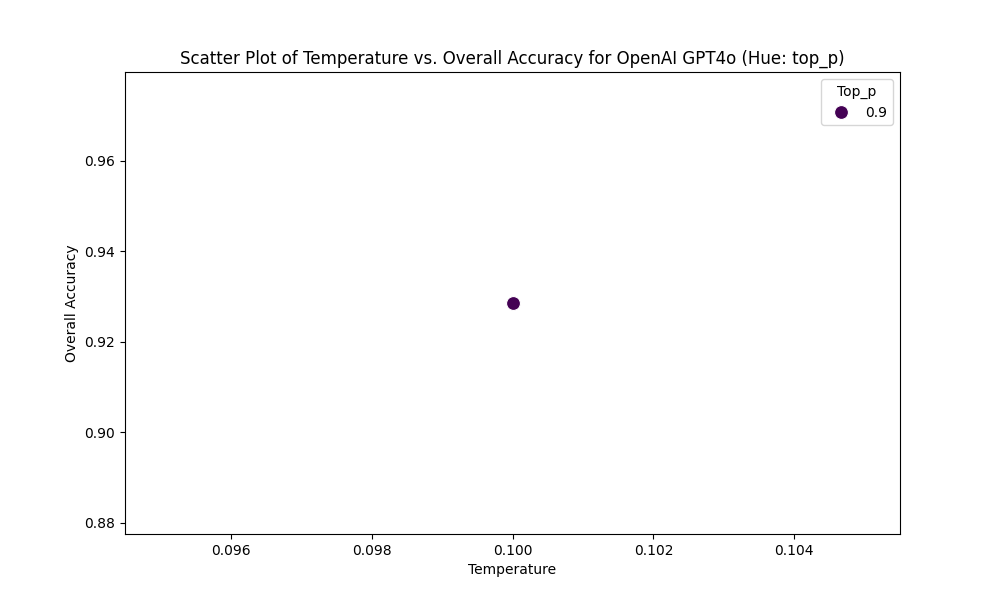 Scatter Plot of Temperature vs. Overall Accuracy for OpenAI GPT4o (Hue: top_p)
Top_p
0.9
0.96
0.94
0.92
0.90
0.88
Overall Accuracy
0.096
0.098
0.100
0.102
0.104
Temperature